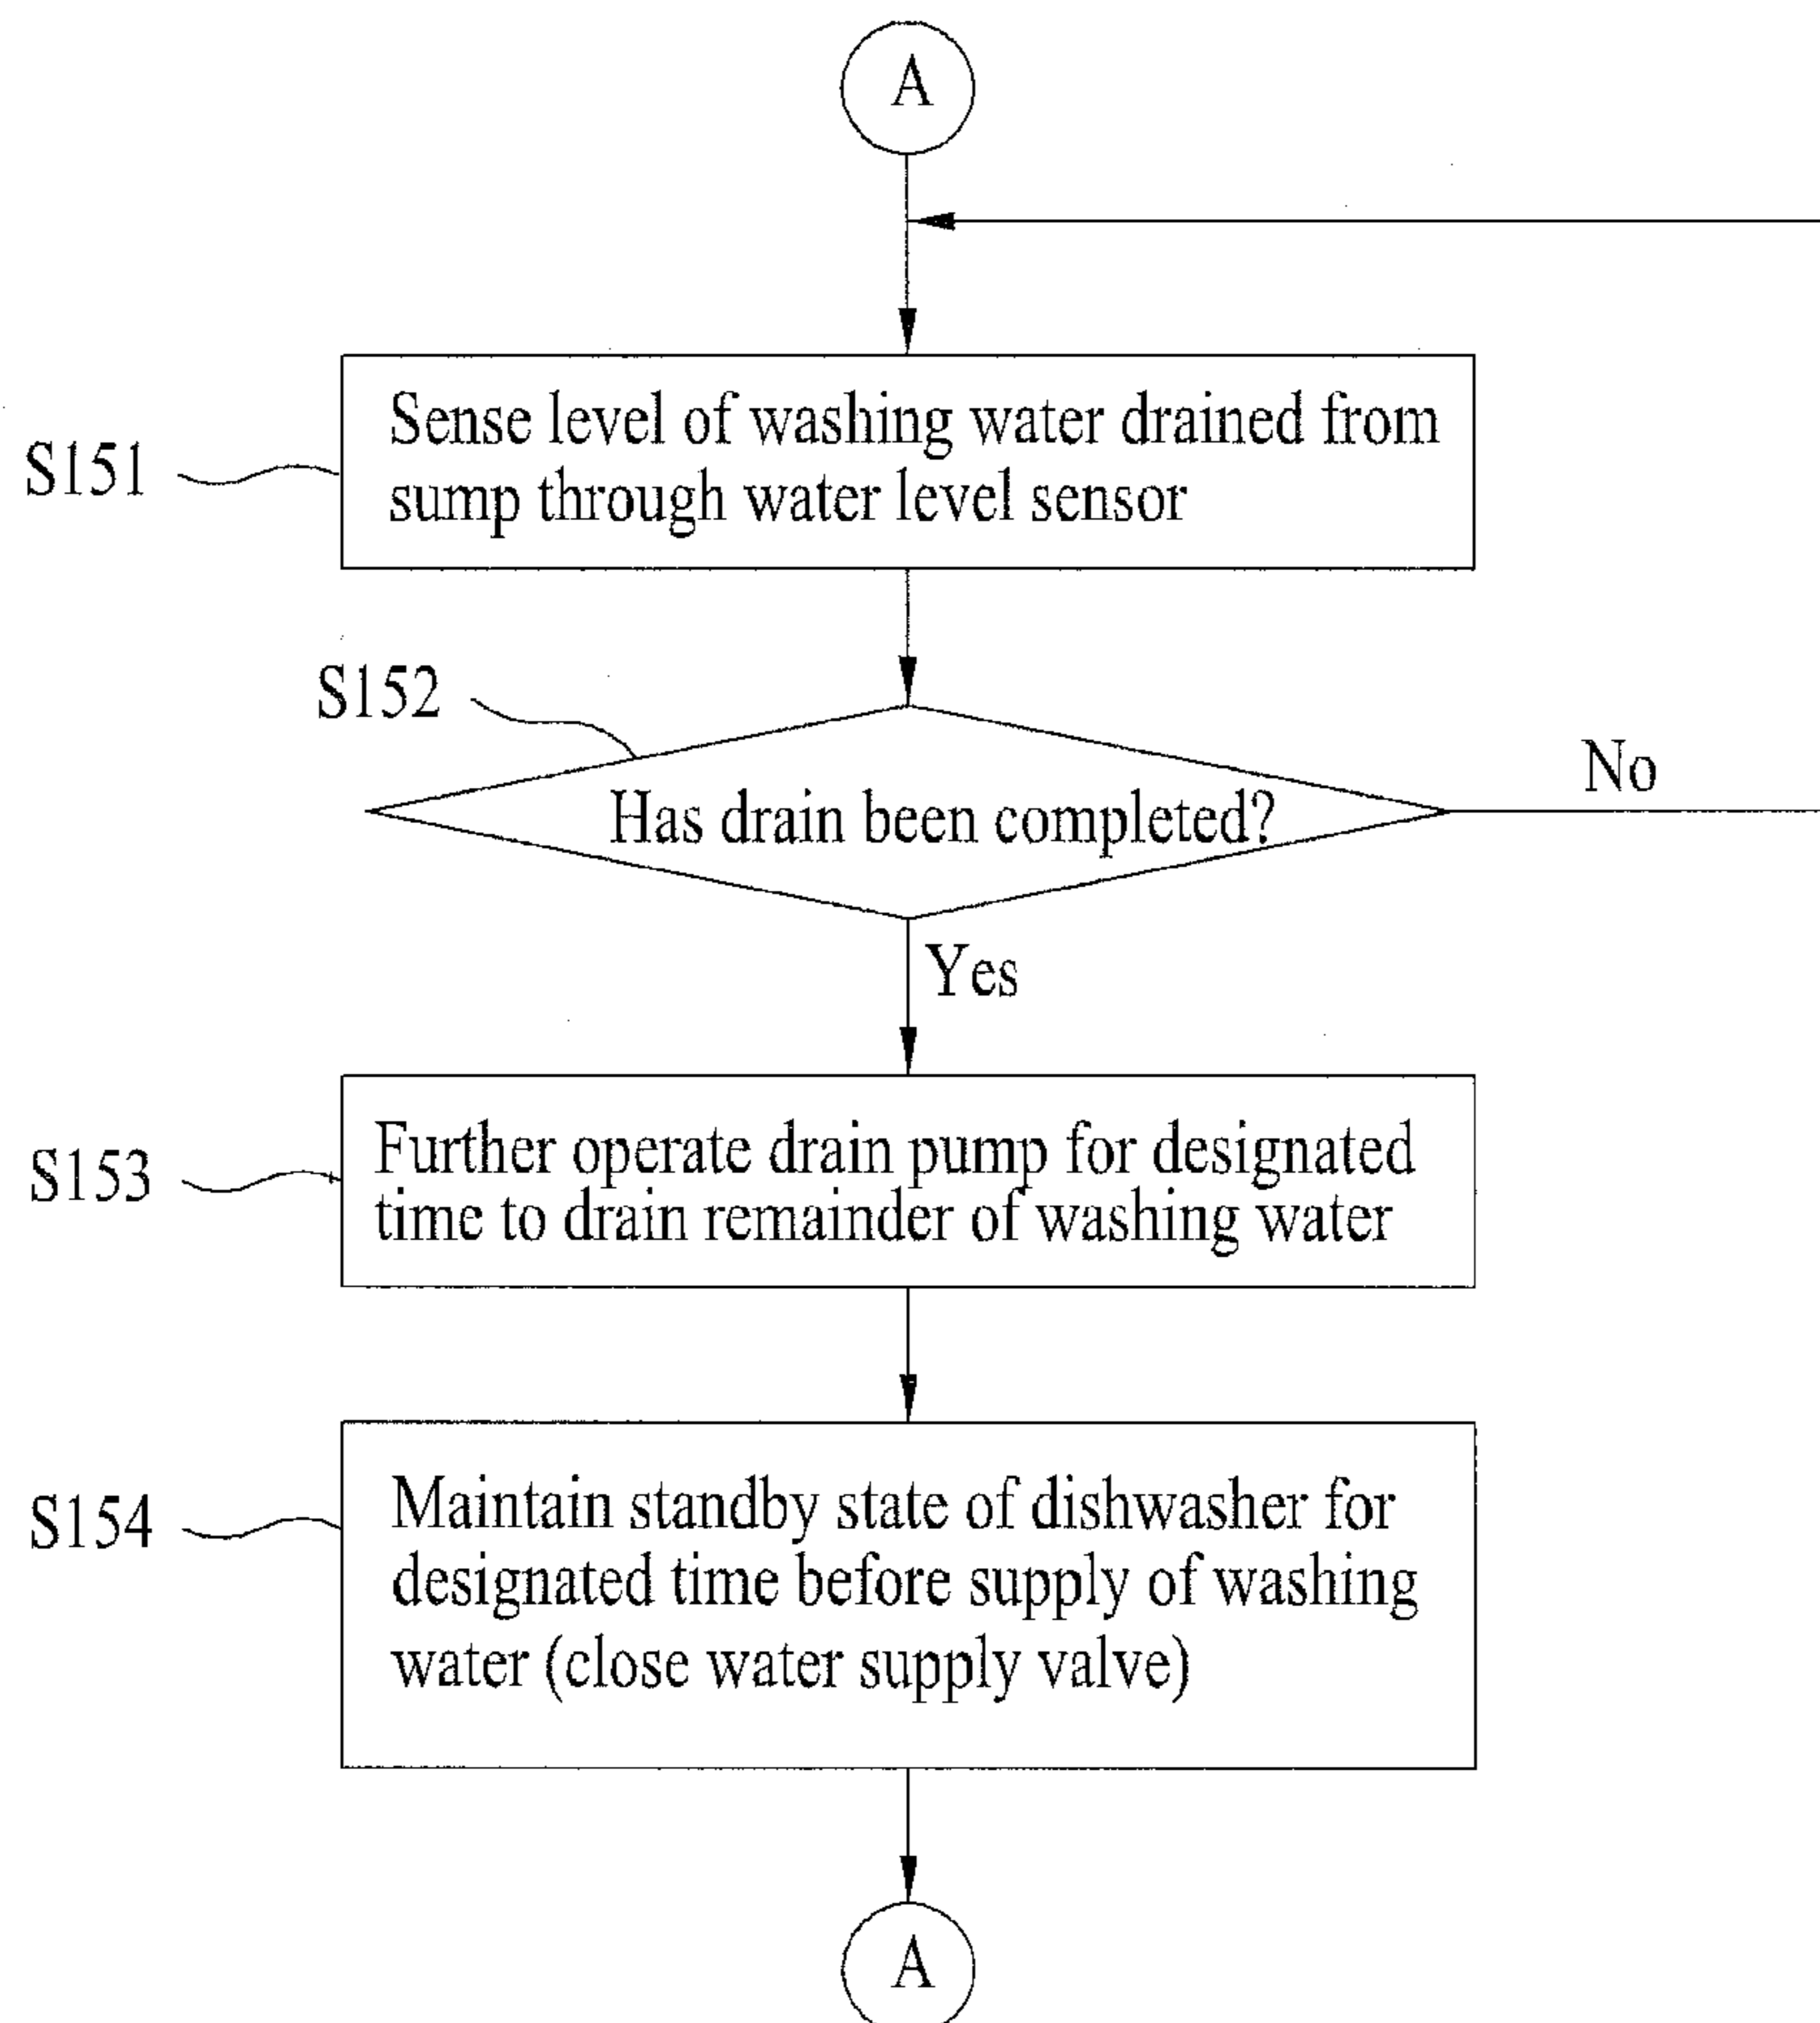 A
S151
Sense level of washing water drained from
sump through water level sensor
S152
Has drain been completed?
No
Yes
S153
Further operate drain pump for designated
time to drain remainder of washing water
S154
Maintain standby state of dishwasher for
designated time before supply of washing
water (close water supply valve)
A